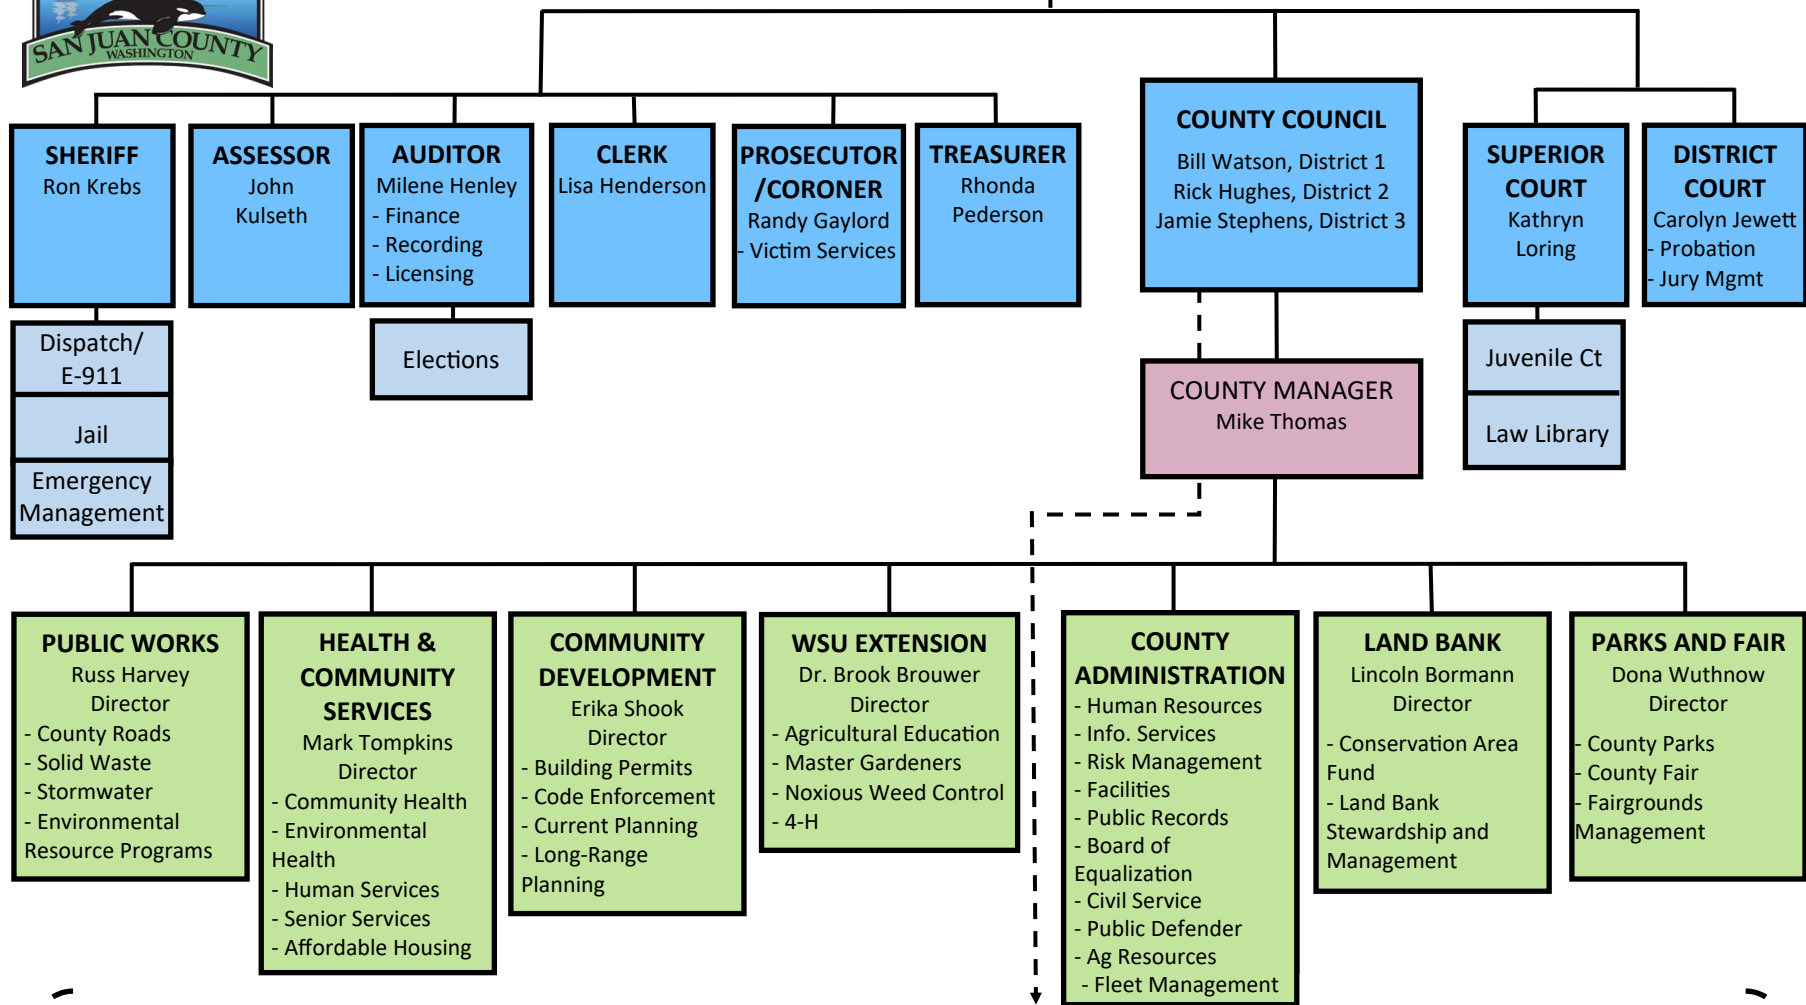 SAN JUAN COUNTY
WASHINGTON
SHERIFF
Ron Krebs
ASSESSOR
John
Kulseth
AUDITOR
Milene Henley
- Finance
- Recording
- Licensing
CLERK
Lisa Henderson
PROSECUTOR
/CORONER
Randy Gaylord
- Victim Services
TREASURER
Rhonda
Pederson
COUNTY COUNCIL
Bill Watson, District 1
Rick Hughes, District 2
Jamie Stephens, District 3
SUPERIOR
COURT
Kathryn
Loring
DISTRICT
COURT
Carolyn Jewett
- Probation
- Jury Mgmt
Dispatch/
E-911
Jail
Emergency
Management
Elections
COUNTY MANAGER
Mike Thomas
Juvenile Ct
Law Library
PUBLIC WORKS
Russ Harvey
Director
- County Roads
- Solid Waste
- Stormwater
- Environmental
Resource Programs
HEALTH &
COMMUNITY
SERVICES
Mark Tompkins
Director
- Community Health
- Environmental
Health
- Human Services
- Senior Services
- Affordable Housing
COMMUNITY
DEVELOPMENT
Erika Shook
Director
- Building Permits
- Code Enforcement
- Current Planning
- Long-Range
Planning
WSU EXTENSION
Dr. Brook Brouwer
Director
- Agricultural Education
- Master Gardeners
- Noxious Weed Control
- 4-H
COUNTY
ADMINISTRATION
- Human Resources
- Info. Services
- Risk Management
- Facilities
- Public Records
- Board of
Equalization
- Civil Service
- Public Defender
- Ag Resources
- Fleet Management
LAND BANK
Lincoln Bormann
Director
- Conservation Area
Fund
- Land Bank
Stewardship and
Management
PARKS AND FAIR
Dona Wuthnow
Director
- County Parks
- County Fair
- Fairgrounds
Management